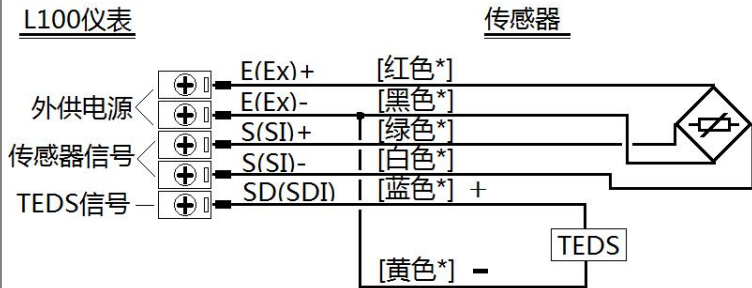 L100仪表
传感器
E(Ex)+ [红色*]
外供电源
E(Ex)- [黑色*]
S(SI)+ [绿色*]
传感器信号
S(SI)- [白色*]
TEDS信号
SD(SDI) [蓝色*] +
TEDS
[黄色*] -